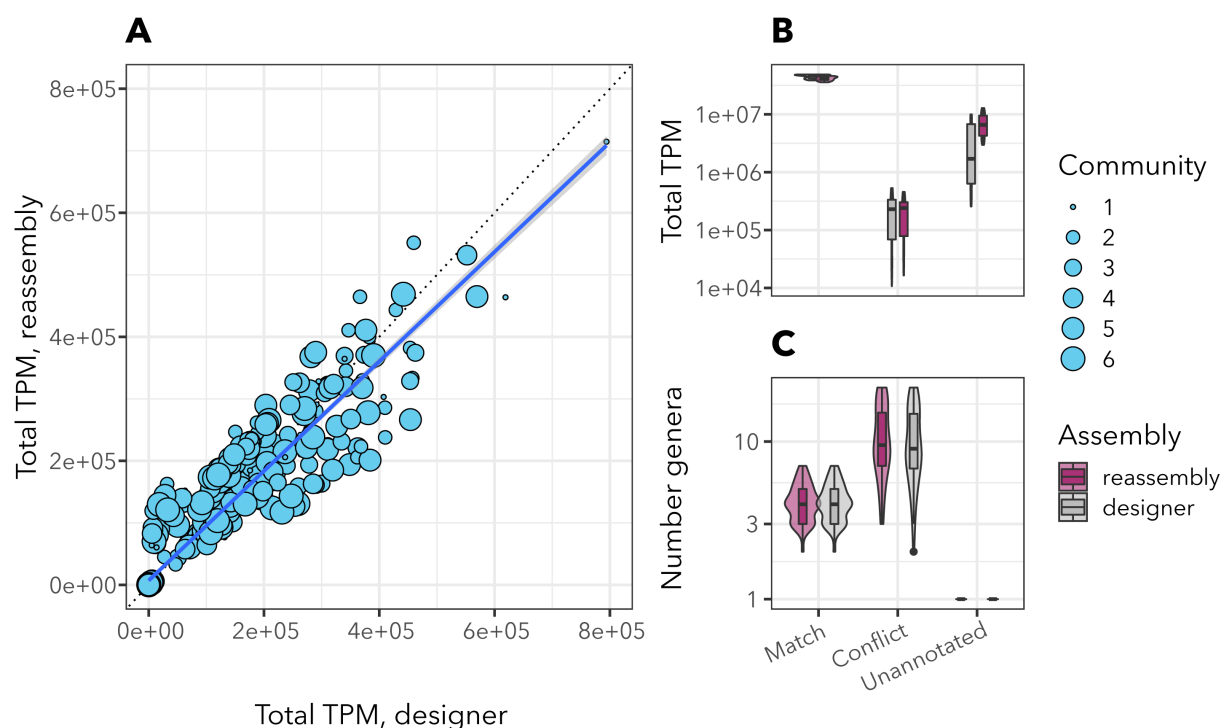 A
8e+05
6e+05
4e+05
2e+05
0e+00
Total TPM, reassembly
0e+00 2e+05 4e+05 6e+05 8e+05
Total TPM, designer
B
1e+07
1e+06
1e+05
1e+04
Total TPM
C
10
3
1
Number genera
Match Conflict Unannotated
Community
1
2
3
4
5
6
Assembly
reassembly
designer